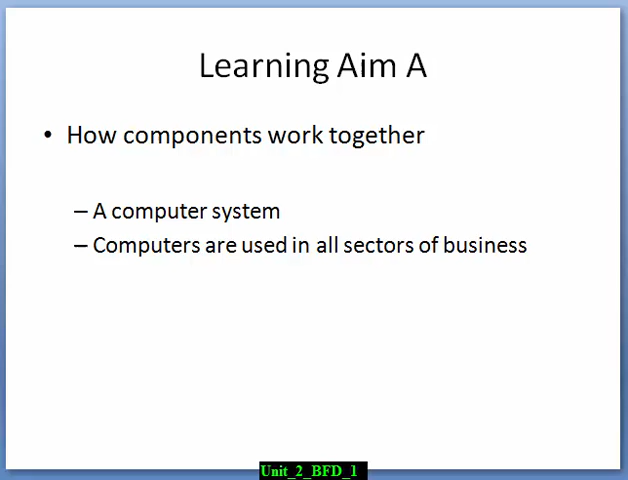 Learning Aim A
• How components work together
– A computer system
– Computers are used in all sectors of business
Unit_2_BFD_1